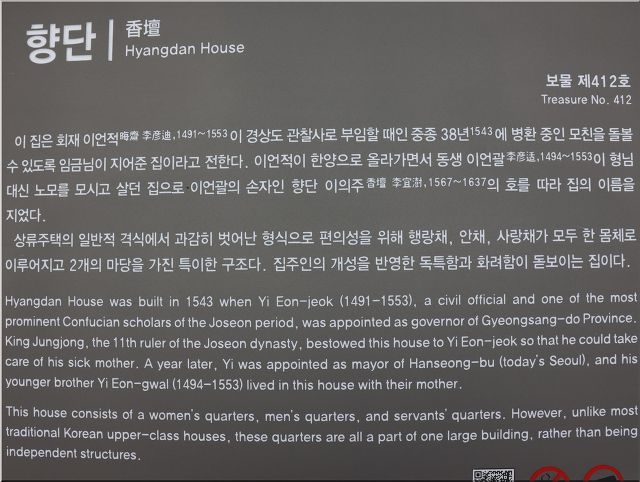 향단
香壇
Hyangdan House
보물 제412호
Treasure No. 412
이 집은 회재 이언적晦齋 李彦迪, 1491~1553이 경상도 관찰사로 부임할 때인 중종 38년1543에 병환 중인 모친을 돌볼
수 있도록 임금님이 지어준 집이라고 전한다. 이언적이 한양으로 올라가면서 동생 이언괄李彦适, 1494~1553이 형님
대신 노모를 모시고 살던 집으로 이언괄의 손자인 향단 이의주香壇 李宜澍, 1567~1637의 호를 따라 집의 이름을
지었다.
상류주택의 일반적 격식에서 과감히 벗어난 형식으로 편의성을 위해 행랑채, 안채, 사랑채가 모두 한 몸체로
이루어지고 2개의 마당을 가진 특이한 구조다. 집주인의 개성을 반영한 독특함과 화려함이 돋보이는 집이다.
Hyangdan House was built in 1543 when Yi Eon-jeok (1491-1553), a civil official and one of the most
prominent Confucian scholars of the Joseon period, was appointed as governor of Gyeongsang-do Province.
King Jungjong, the 11th ruler of the Joseon dynasty, bestowed this house to Yi Eon-jeok so that he could take
care of his sick mother. A year later, Yi was appointed as mayor of Hanseong-bu (today's Seoul), and his
younger brother Yi Eon-gwal (1494-1553) lived in this house with their mother.
This house consists of a women's quarters, men's quarters, and servants' quarters. However, unlike most
traditional Korean upper-class houses, these quarters are all a part of one large building, rather than being
independent structures.